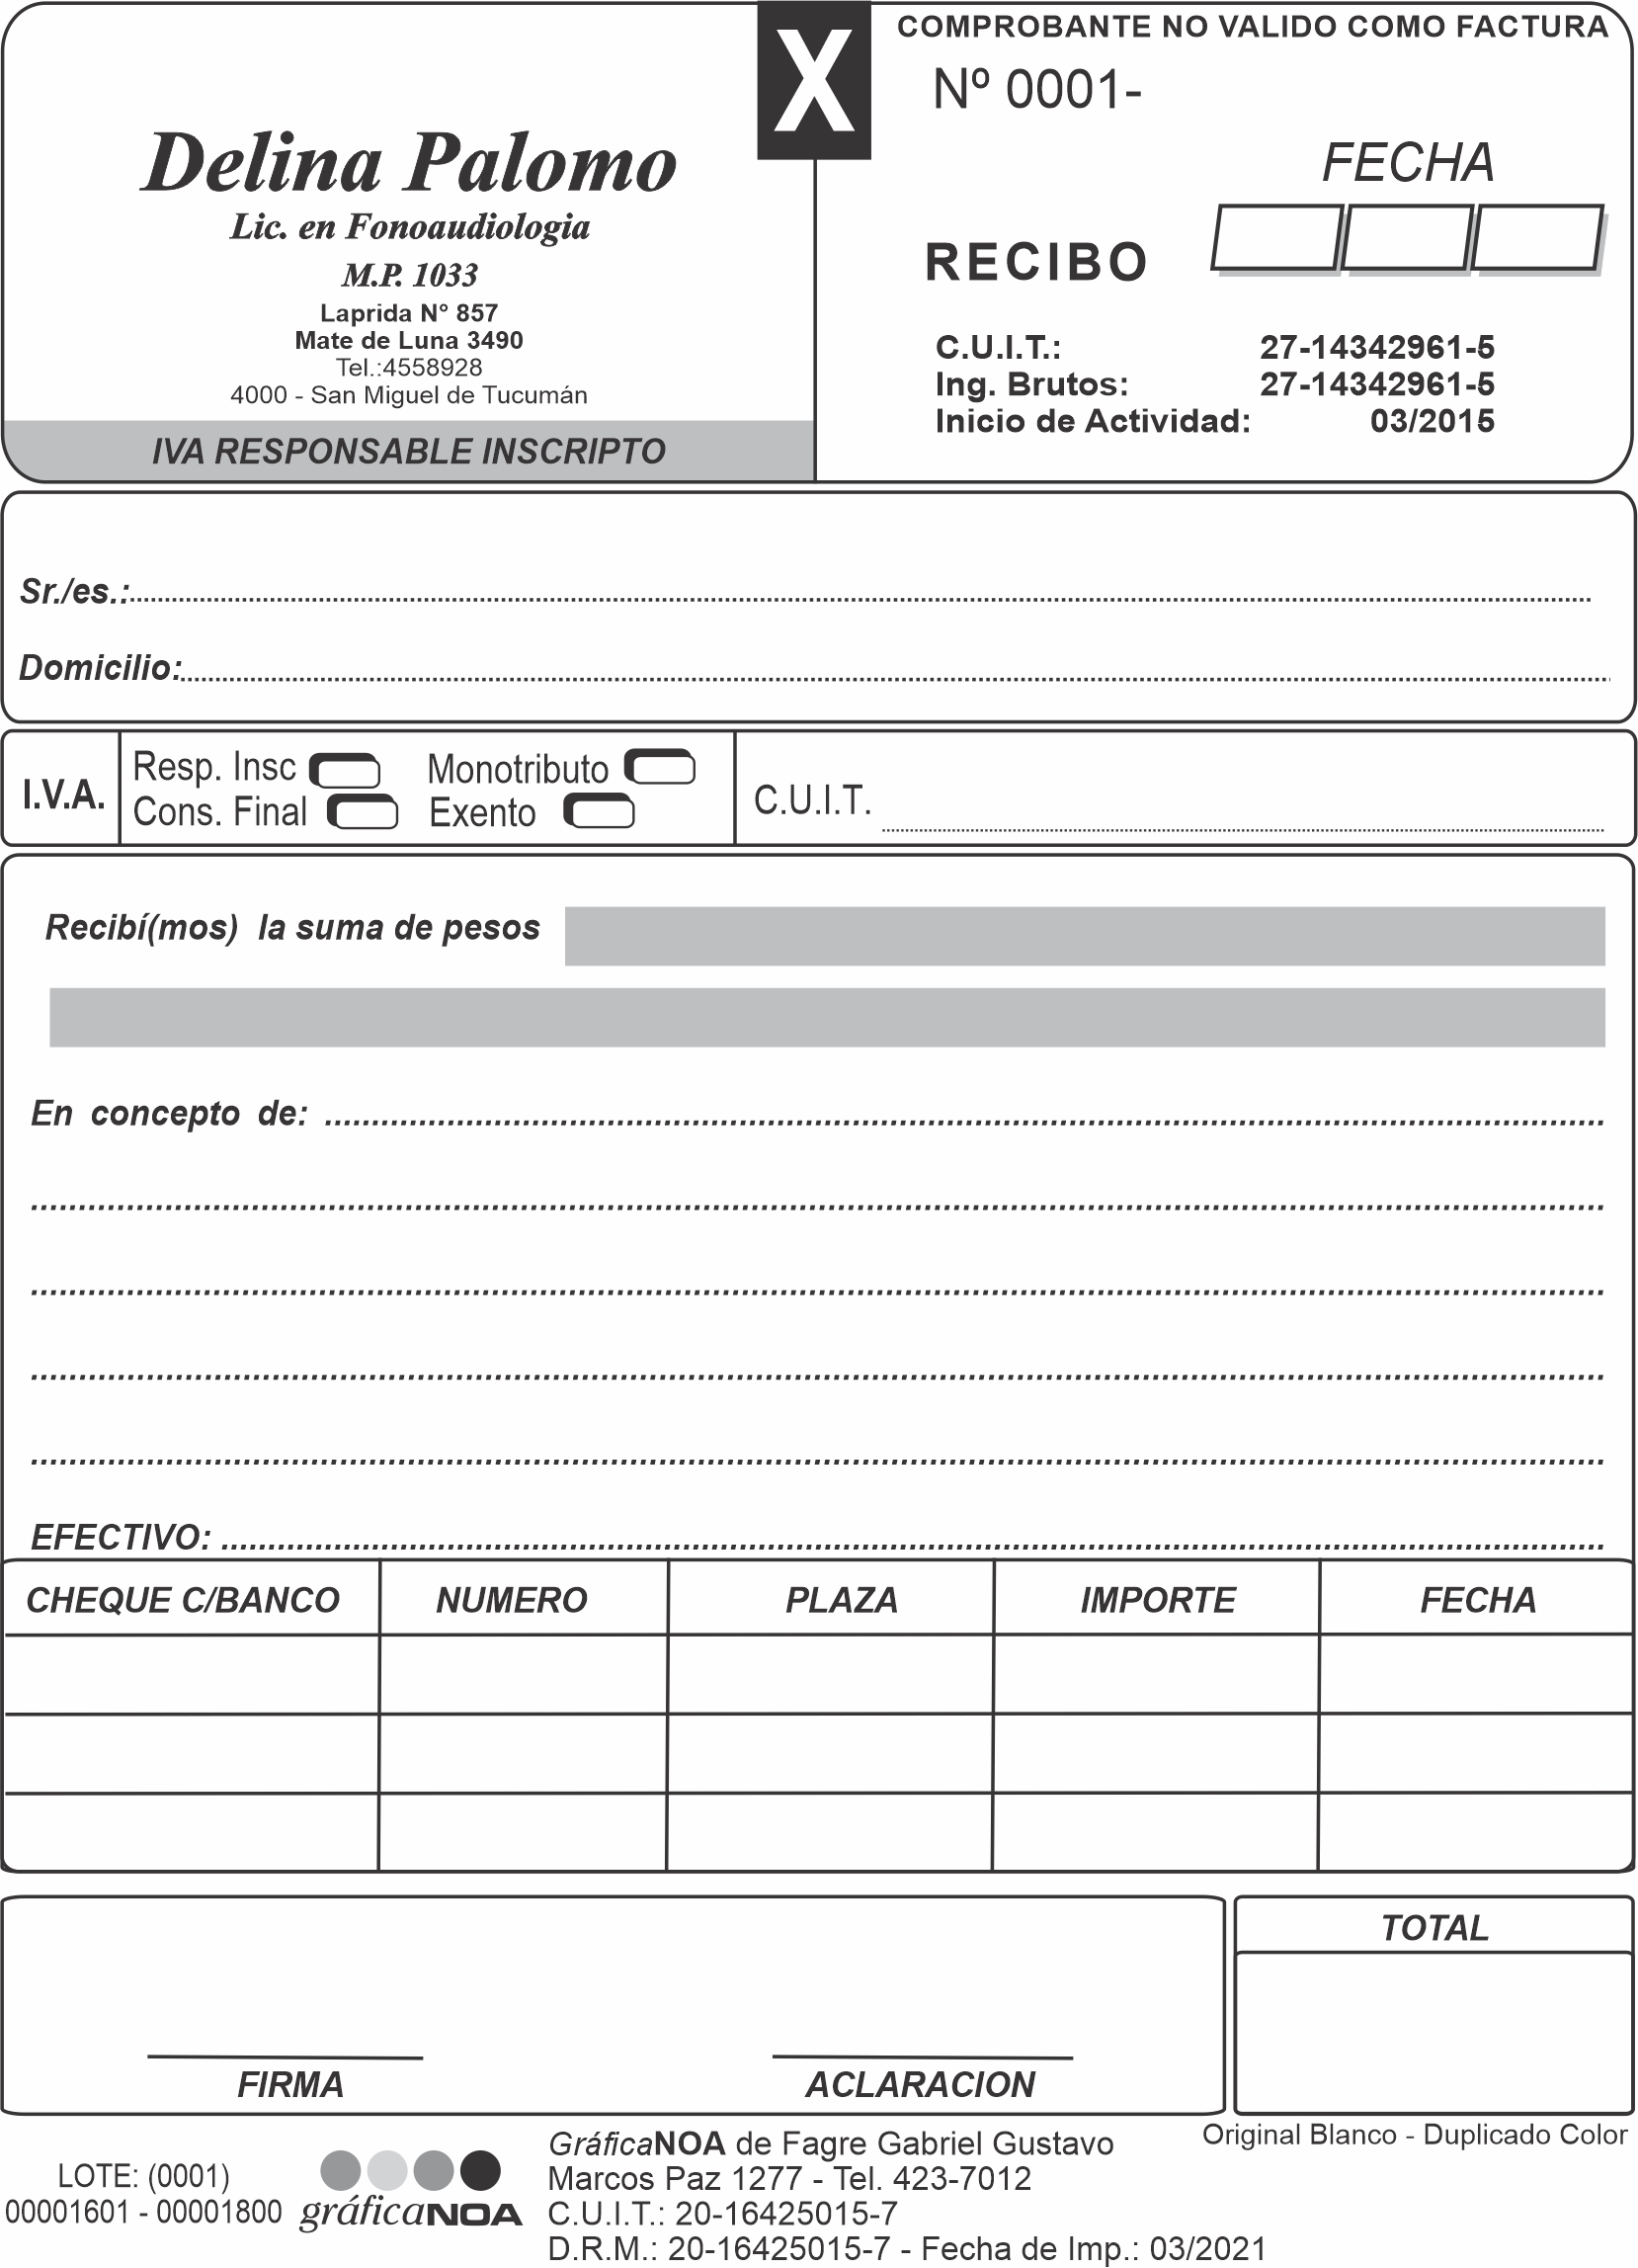 X
COMPROBANTE NO VALIDO COMO FACTURA
Nº 0001-
Delina Palomo
Lic. en Fonoaudiologia
M.P. 1033
Laprida N° 857
Mate de Luna 3490
Tel.:4558928
4000 - San Miguel de Tucumán
IVA RESPONSABLE INSCRIPTO
FECHA
RECIBO
C.U.I.T.: 27-14342961-5
Ing. Brutos: 27-14342961-5
Inicio de Actividad: 03/2015
Sr./es.:
Domicilio:
I.V.A. Resp. Insc Monotributo
Cons. Final Exento
C.U.I.T.
Recibí(mos) la suma de pesos
En concepto de:
EFECTIVO:
CHEQUE C/BANCO NUMERO PLAZA IMPORTE FECHA
TOTAL
FIRMA ACLARACION
Original Blanco - Duplicado Color
LOTE: (0001)
00001601 - 00001800
gráficaNOA
GráficaNOA de Fagre Gabriel Gustavo
Marcos Paz 1277 - Tel. 423-7012
C.U.I.T.: 20-16425015-7
D.R.M.: 20-16425015-7 - Fecha de Imp.: 03/2021